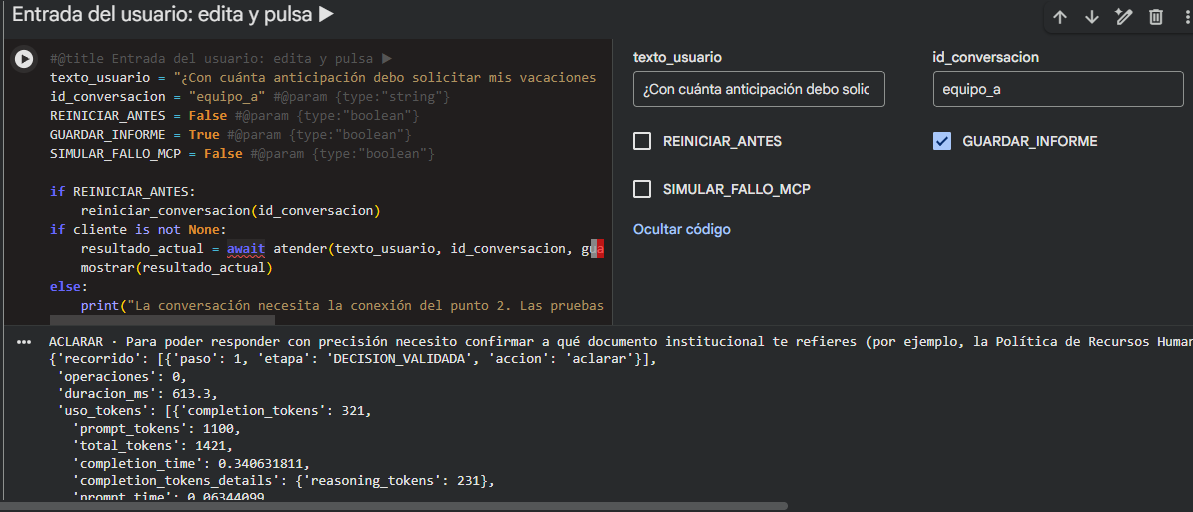 Entrada del usuario: edita y pulsa ▶
#@title Entrada del usuario: edita y pulsa ▶
texto_usuario = "¿Con cuánta anticipación debo solicitar mis vacaciones
id_conversacion = "equipo_a" #@param {type:"string"}
REINICIAR_ANTES = False #@param {type:"boolean"}
GUARDAR_INFORME = True #@param {type:"boolean"}
SIMULAR_FALLO_MCP = False #@param {type:"boolean"}
if REINICIAR_ANTES:
    reiniciar_conversacion(id_conversacion)
if cliente is not None:
    resultado_actual = await atender(texto_usuario, id_conversacion, gua
    mostrar(resultado_actual)
else:
    print("La conversación necesita la conexión del punto 2. Las pruebas
texto_usuario
¿Con cuánta anticipación debo solic
id_conversacion
equipo_a
REINICIAR_ANTES
GUARDAR_INFORME
SIMULAR_FALLO_MCP
Ocultar código
ACLARAR · Para poder responder con precisión necesito confirmar a qué documento institucional te refieres (por ejemplo, la Política de Recursos Humar
{'recorrido': [{'paso': 1, 'etapa': 'DECISION_VALIDADA', 'accion': 'aclarar'}],
 'operaciones': 0,
 'duracion_ms': 613.3,
 'uso_tokens': [{'completion_tokens': 321,
   'prompt_tokens': 1100,
   'total_tokens': 1421,
   'completion_time': 0.340631811,
   'completion_tokens_details': {'reasoning_tokens': 231},
   'prompt_time': 0.06344099